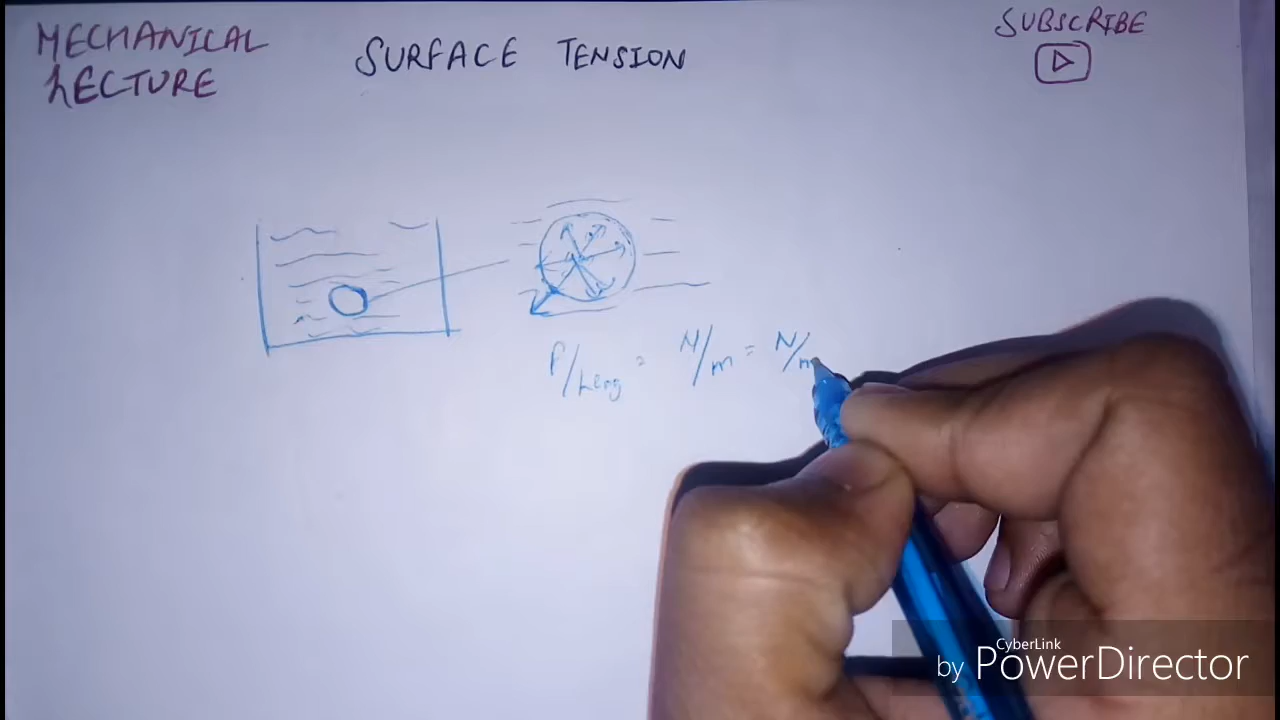 MECHANICAL
LECTURE
SURFACE TENSION
SUBSCRIBE
F/Leng = N/m = N/m
CyberLink
by PowerDirector